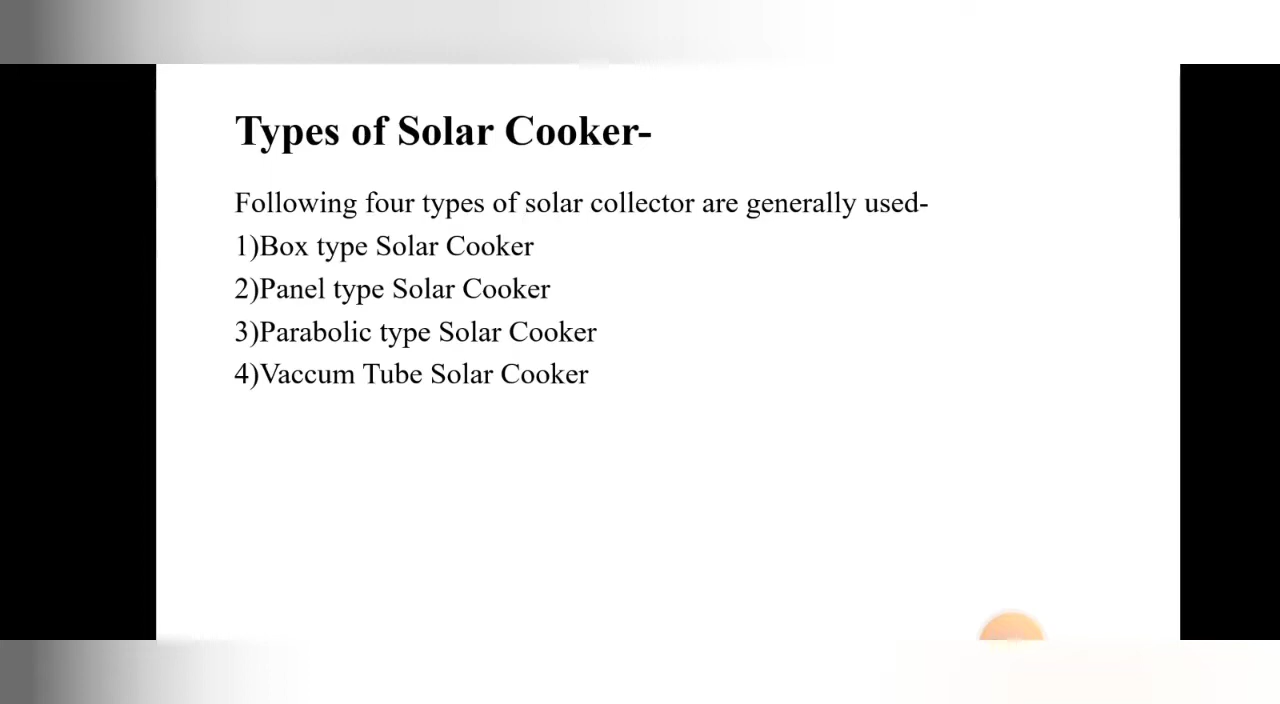 Types of Solar Cooker-
Following four types of solar collector are generally used-
1)Box type Solar Cooker
2)Panel type Solar Cooker
3)Parabolic type Solar Cooker
4)Vaccum Tube Solar Cooker